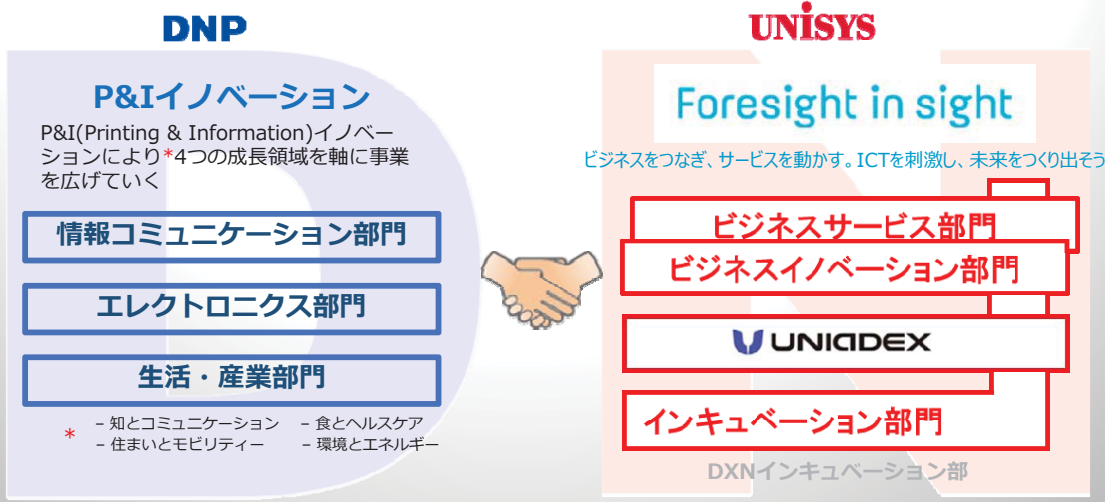 DNP
P&Iイノベーション
P&I(Printing & Information)イノベー
ションにより*4つの成長領域を軸に事業
を広げていく
情報コミュニケーション部門
エレクトロニクス部門
生活・産業部門
* – 知とコミュニケーション – 食とヘルスケア
– 住まいとモビリティー – 環境とエネルギー
UNISYS
Foresight in sight
ビジネスをつなぎ、サービスを動かす。ICTを刺激し、未来をつくり出そう
ビジネスサービス部門
ビジネスイノベーション部門
UNIADEX
インキュベーション部門
DXNインキュベーション部